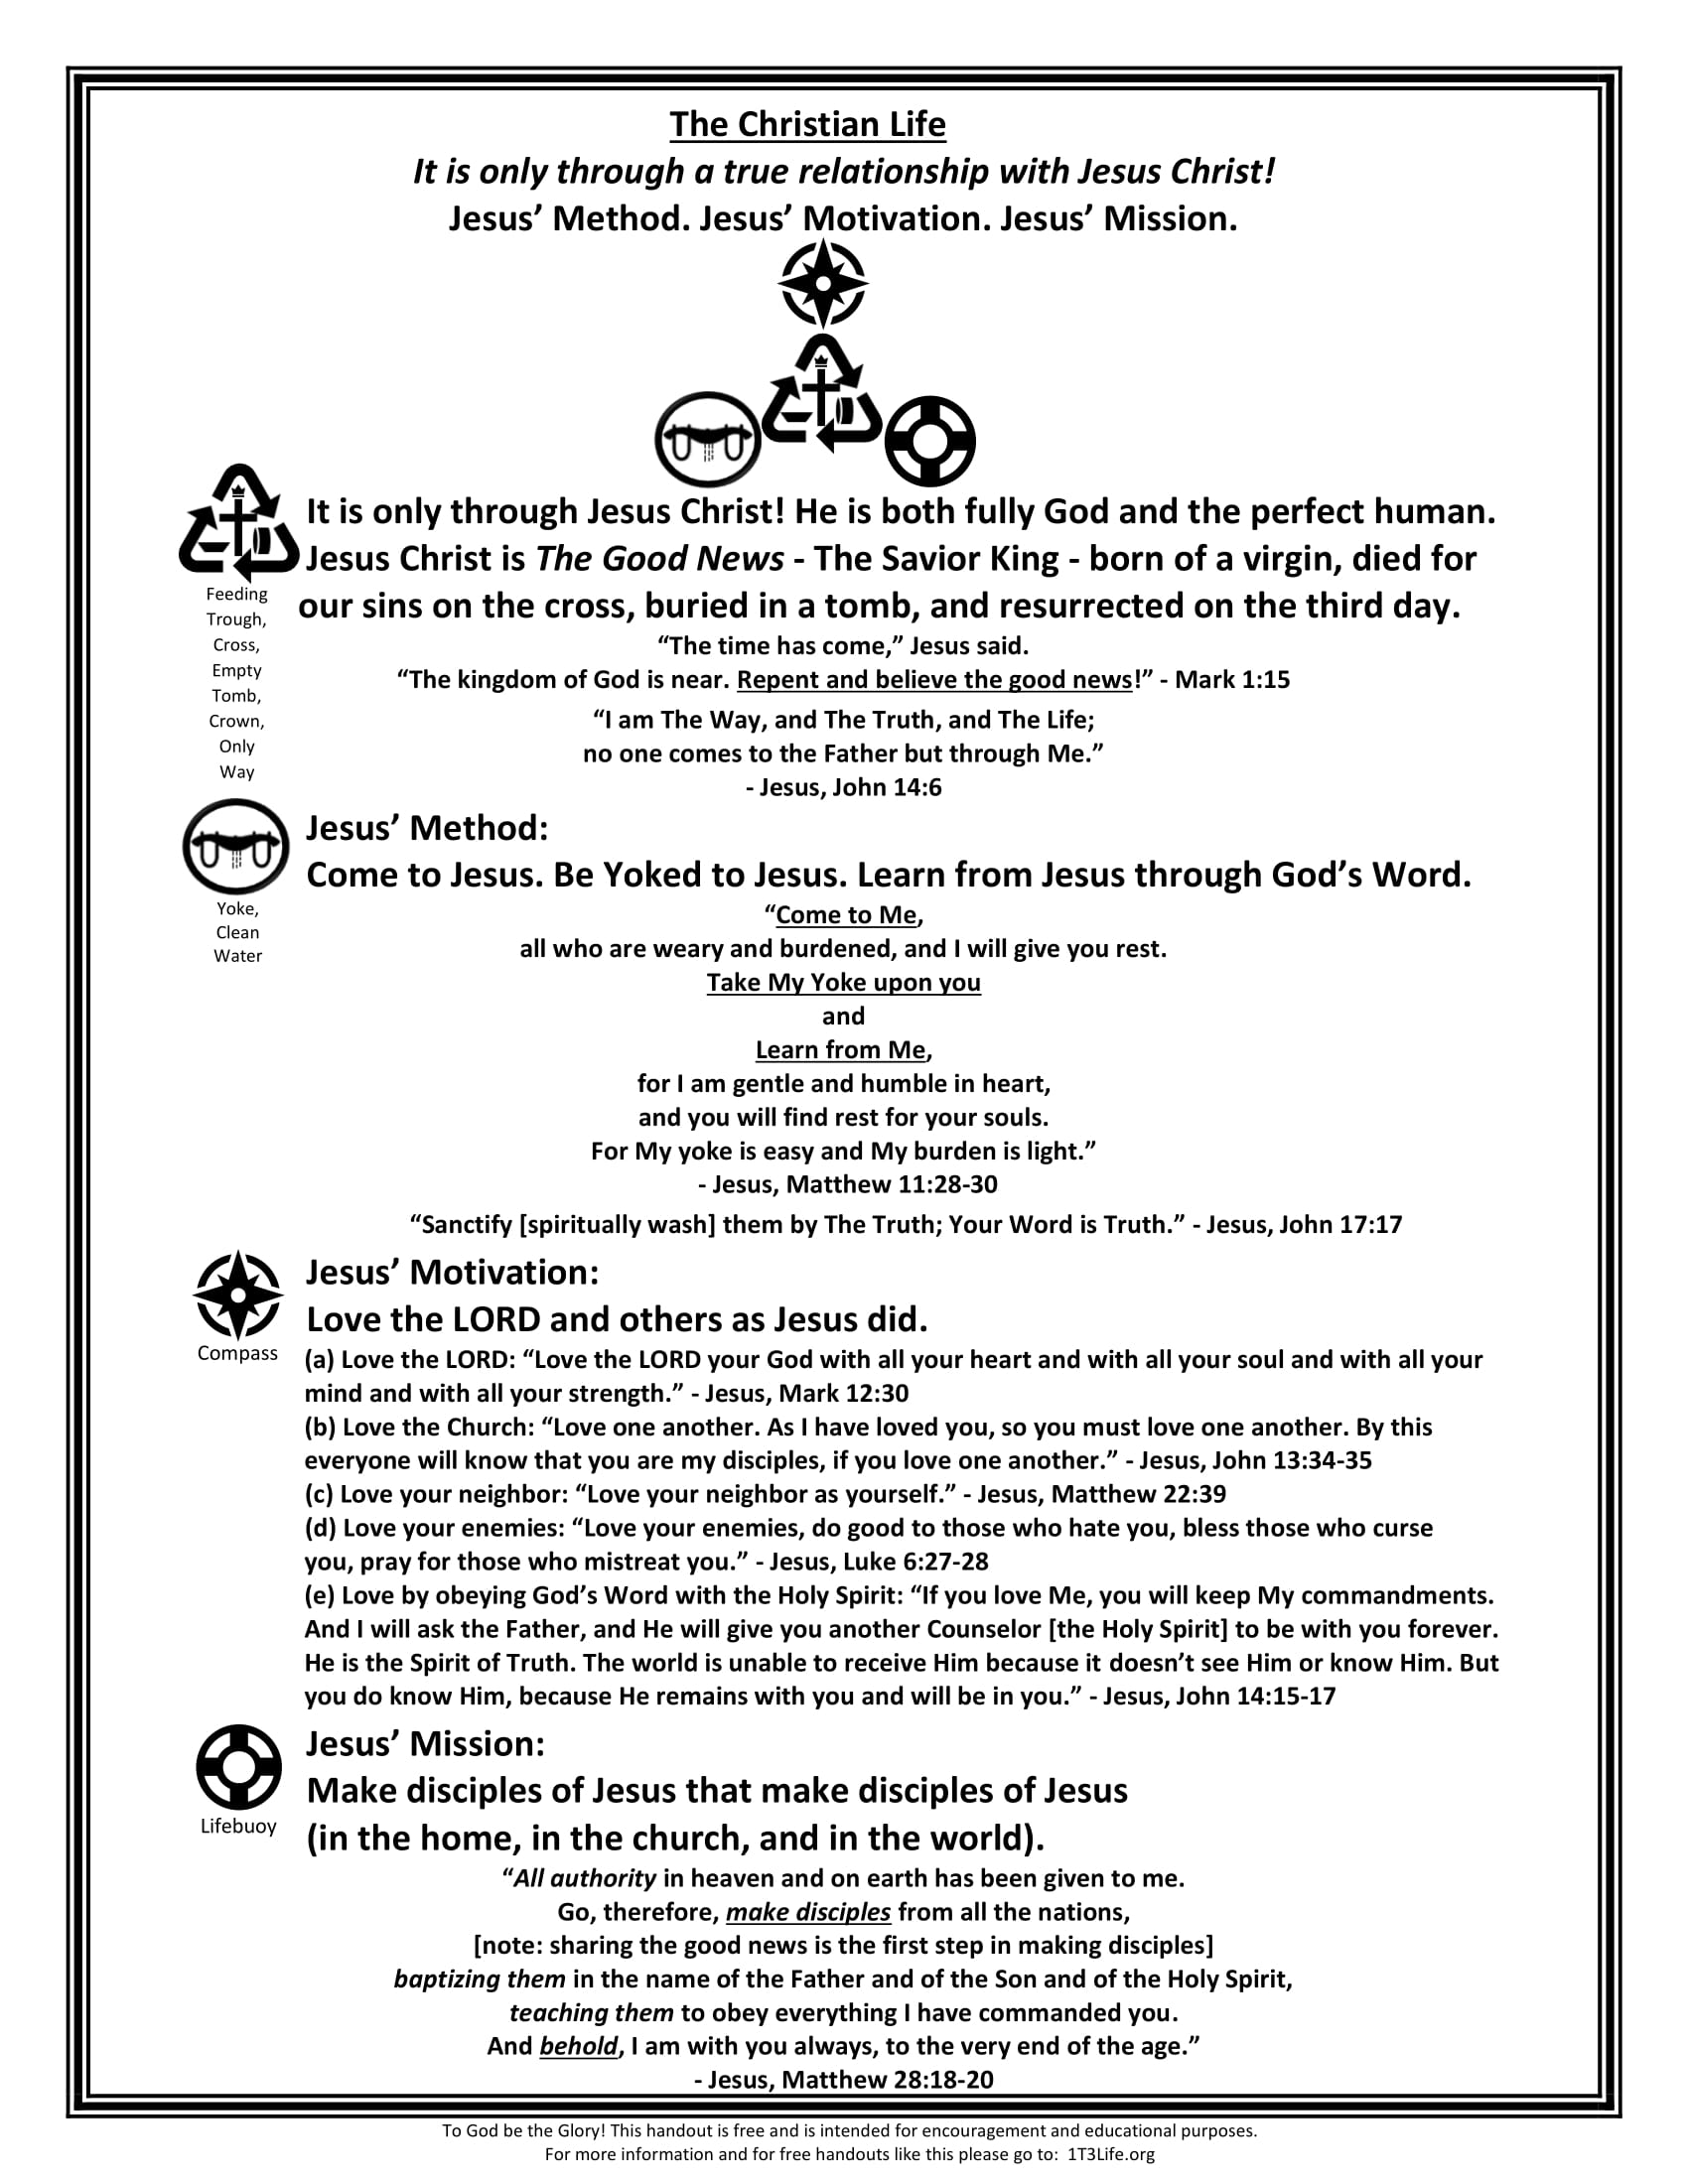 The Christian Life
It is only through a true relationship with Jesus Christ!
Jesus’ Method. Jesus’ Motivation. Jesus’ Mission.
It is only through Jesus Christ! He is both fully God and the perfect human.
Jesus Christ is The Good News - The Savior King - born of a virgin, died for
our sins on the cross, buried in a tomb, and resurrected on the third day.
Feeding
Trough,
Cross,
Empty
Tomb,
Crown,
Only
Way
“The time has come,” Jesus said.
“The kingdom of God is near. Repent and believe the good news!” - Mark 1:15
“I am The Way, and The Truth, and The Life;
no one comes to the Father but through Me.”
- Jesus, John 14:6
Jesus’ Method:
Come to Jesus. Be Yoked to Jesus. Learn from Jesus through God’s Word.
Yoke,
Clean
Water
“Come to Me,
all who are weary and burdened, and I will give you rest.
Take My Yoke upon you
and
Learn from Me,
for I am gentle and humble in heart,
and you will find rest for your souls.
For My yoke is easy and My burden is light.”
- Jesus, Matthew 11:28-30
“Sanctify [spiritually wash] them by The Truth; Your Word is Truth.” - Jesus, John 17:17
Jesus’ Motivation:
Love the LORD and others as Jesus did.
Compass
(a) Love the LORD: “Love the LORD your God with all your heart and with all your soul and with all your
mind and with all your strength.” - Jesus, Mark 12:30
(b) Love the Church: “Love one another. As I have loved you, so you must love one another. By this
everyone will know that you are my disciples, if you love one another.” - Jesus, John 13:34-35
(c) Love your neighbor: “Love your neighbor as yourself.” - Jesus, Matthew 22:39
(d) Love your enemies: “Love your enemies, do good to those who hate you, bless those who curse
you, pray for those who mistreat you.” - Jesus, Luke 6:27-28
(e) Love by obeying God’s Word with the Holy Spirit: “If you love Me, you will keep My commandments.
And I will ask the Father, and He will give you another Counselor [the Holy Spirit] to be with you forever.
He is the Spirit of Truth. The world is unable to receive Him because it doesn’t see Him or know Him. But
you do know Him, because He remains with you and will be in you.” - Jesus, John 14:15-17
Jesus’ Mission:
Make disciples of Jesus that make disciples of Jesus
(in the home, in the church, and in the world).
Lifebuoy
“All authority in heaven and on earth has been given to me.
Go, therefore, make disciples from all the nations,
[note: sharing the good news is the first step in making disciples]
baptizing them in the name of the Father and of the Son and of the Holy Spirit,
teaching them to obey everything I have commanded you.
And behold, I am with you always, to the very end of the age.”
- Jesus, Matthew 28:18-20
To God be the Glory! This handout is free and is intended for encouragement and educational purposes.
For more information and for free handouts like this please go to: 1T3Life.org